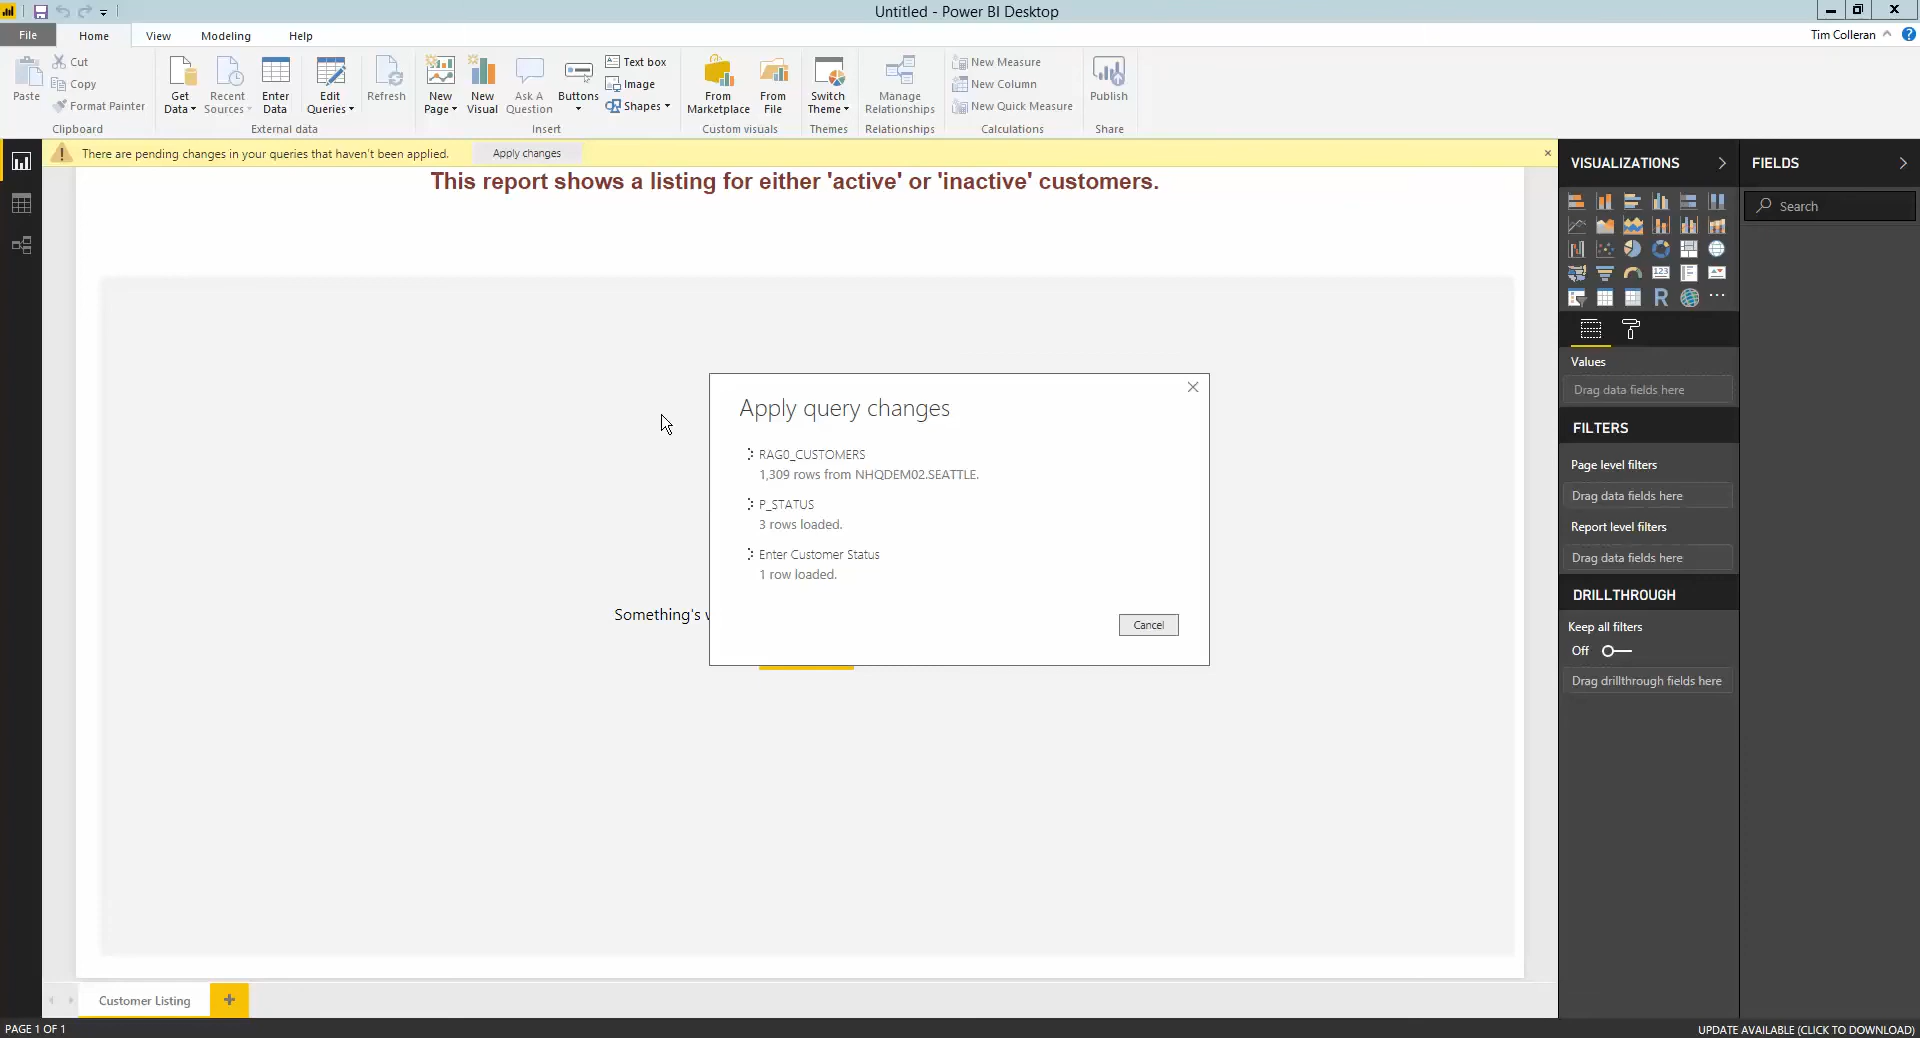 Untitled - Power BI Desktop
File
Home
View
Modeling
Help
Tim Colleran
Paste
Cut
Copy
Format Painter
Clipboard
Get Data
Recent Sources
Enter Data
Edit Queries
External data
Refresh
New Page
New Visual
Ask A Question
Buttons
Text box
Image
Shapes
Insert
From Marketplace
From File
Custom visuals
Switch Theme
Themes
Manage Relationships
Relationships
New Measure
New Column
New Quick Measure
Calculations
Publish
Share
There are pending changes in your queries that haven't been applied.
Apply changes
This report shows a listing for either 'active' or 'inactive' customers.
Apply query changes
RAG0_CUSTOMERS
1,309 rows from NHQDEM02.SEATTLE.
P_STATUS
3 rows loaded.
Enter Customer Status
1 row loaded.
Cancel
Something's
VISUALIZATIONS
FIELDS
Search
123
R
Values
Drag data fields here
FILTERS
Page level filters
Drag data fields here
Report level filters
Drag data fields here
DRILLTHROUGH
Keep all filters
Off
Drag drillthrough fields here
Customer Listing
PAGE 1 OF 1
UPDATE AVAILABLE (CLICK TO DOWNLOAD)